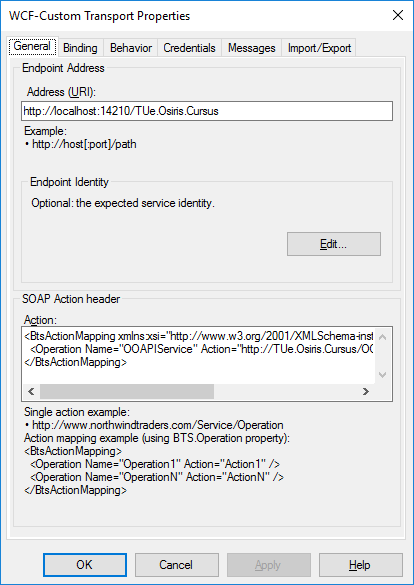 WCF-Custom Transport Properties
General Binding Behavior Credentials Messages Import/Export
Endpoint Address
Address (URI):
http://localhost:14210/TUe.Osiris.Cursus
Example:
• http://host[:port]/path
Endpoint Identity
Optional: the expected service identity.
Edit...
SOAP Action header
Action:
<BtsActionMapping xmlns:xsi="http://www.w3.org/2001/XMLSchema-inst
<Operation Name="OOAPIService" Action="http://TUe.Osiris.Cursus/OO
</BtsActionMapping>
Single action example:
• http://www.northwindtraders.com/Service/Operation
Action mapping example (using BTS.Operation property):
<BtsActionMapping>
<Operation Name="Operation1" Action="Action1" />
<Operation Name="OperationN" Action="ActionN" />
</BtsActionMapping>
OK Cancel Apply Help